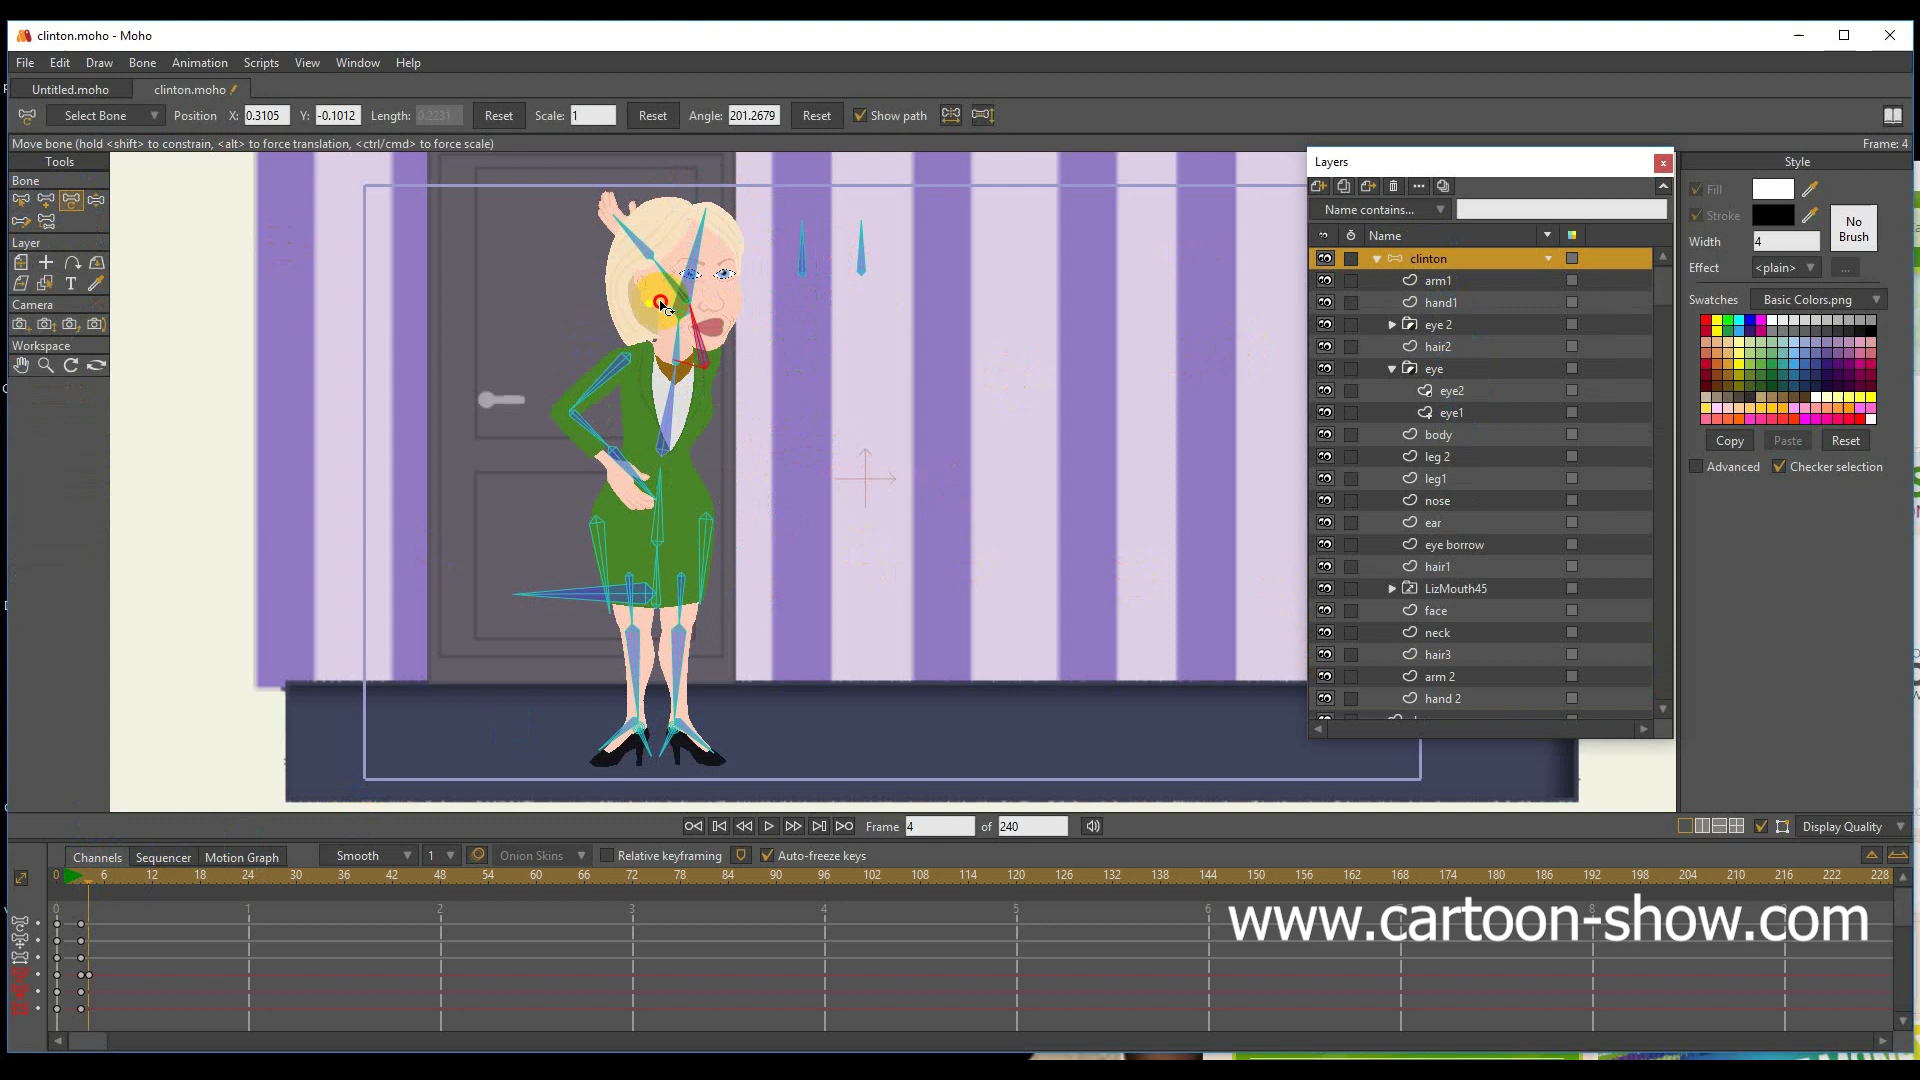 clinton.moho - Moho
File Edit Draw Bone Animation Scripts View Window Help
Untitled.moho clinton.moho
Select Bone Position X: 0.3105 Y: -0.1012 Length: 0.2231 Reset Scale: 1 Reset Angle: 201.2679 Reset Show path
Move bone (hold <shift> to constrain, <alt> to force translation, <ctrl/cmd> to force scale) Frame: 4
Tools
Bone
Layer
T
Camera
Workspace
Layers
Name contains...
Name
clinton
arm1
hand1
eye 2
hair2
eye
eye2
eye1
body
leg 2
leg1
nose
ear
eye borrow
hair1
LizMouth45
face
neck
hair3
arm 2
hand 2
Style
Fill
Stroke
No Brush
Width 4
Effect <plain> ...
Swatches Basic Colors.png
Copy Paste Reset
Advanced Checker selection
Frame 4 of 240 Display Quality
Channels Sequencer Motion Graph Smooth 1 Onion Skins Relative keyframing Auto-freeze keys
0 6 12 18 24 30 36 42 48 54 60 66 72 78 84 90 96 102 108 114 120 126 132 138 144 150 156 162 168 174 180 186 192 198 204 210 216 222 228
0 1 2 3 4 5 6 8
www.cartoon-show.com